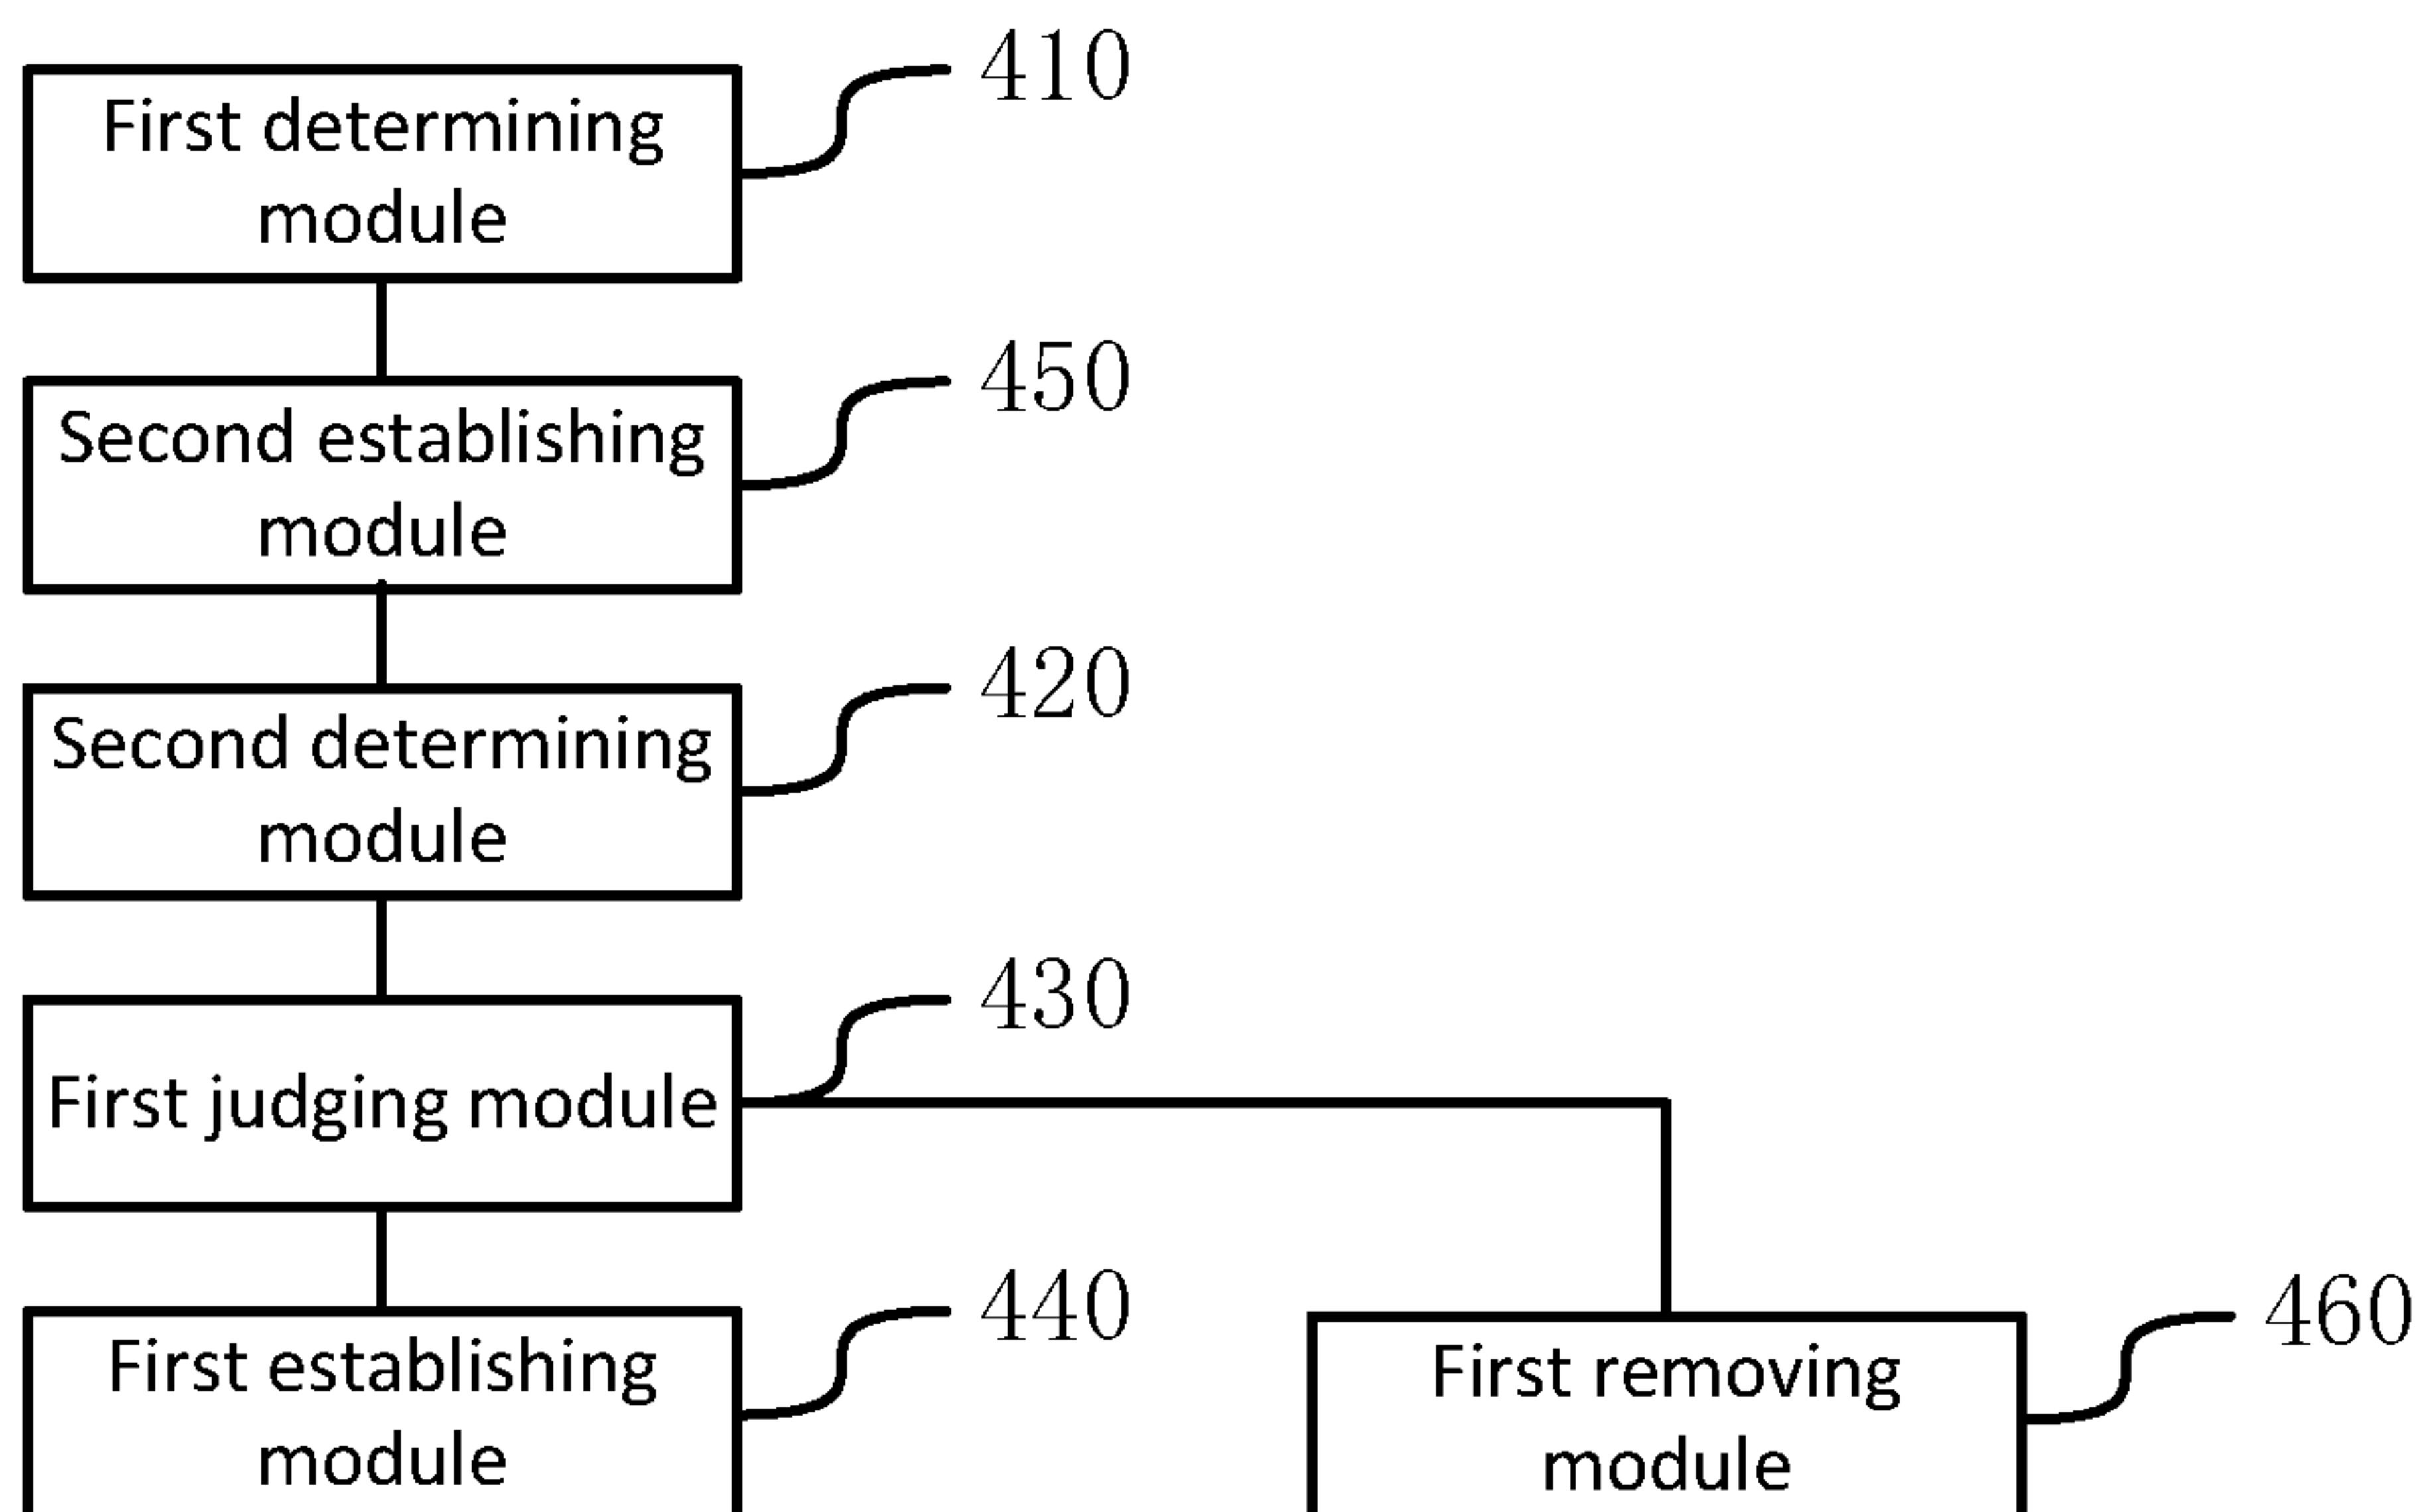 410
First determining
module
450
Second establishing
module
420
Second determining
module
430
First judging module
440
First establishing
module
460
First removing
module